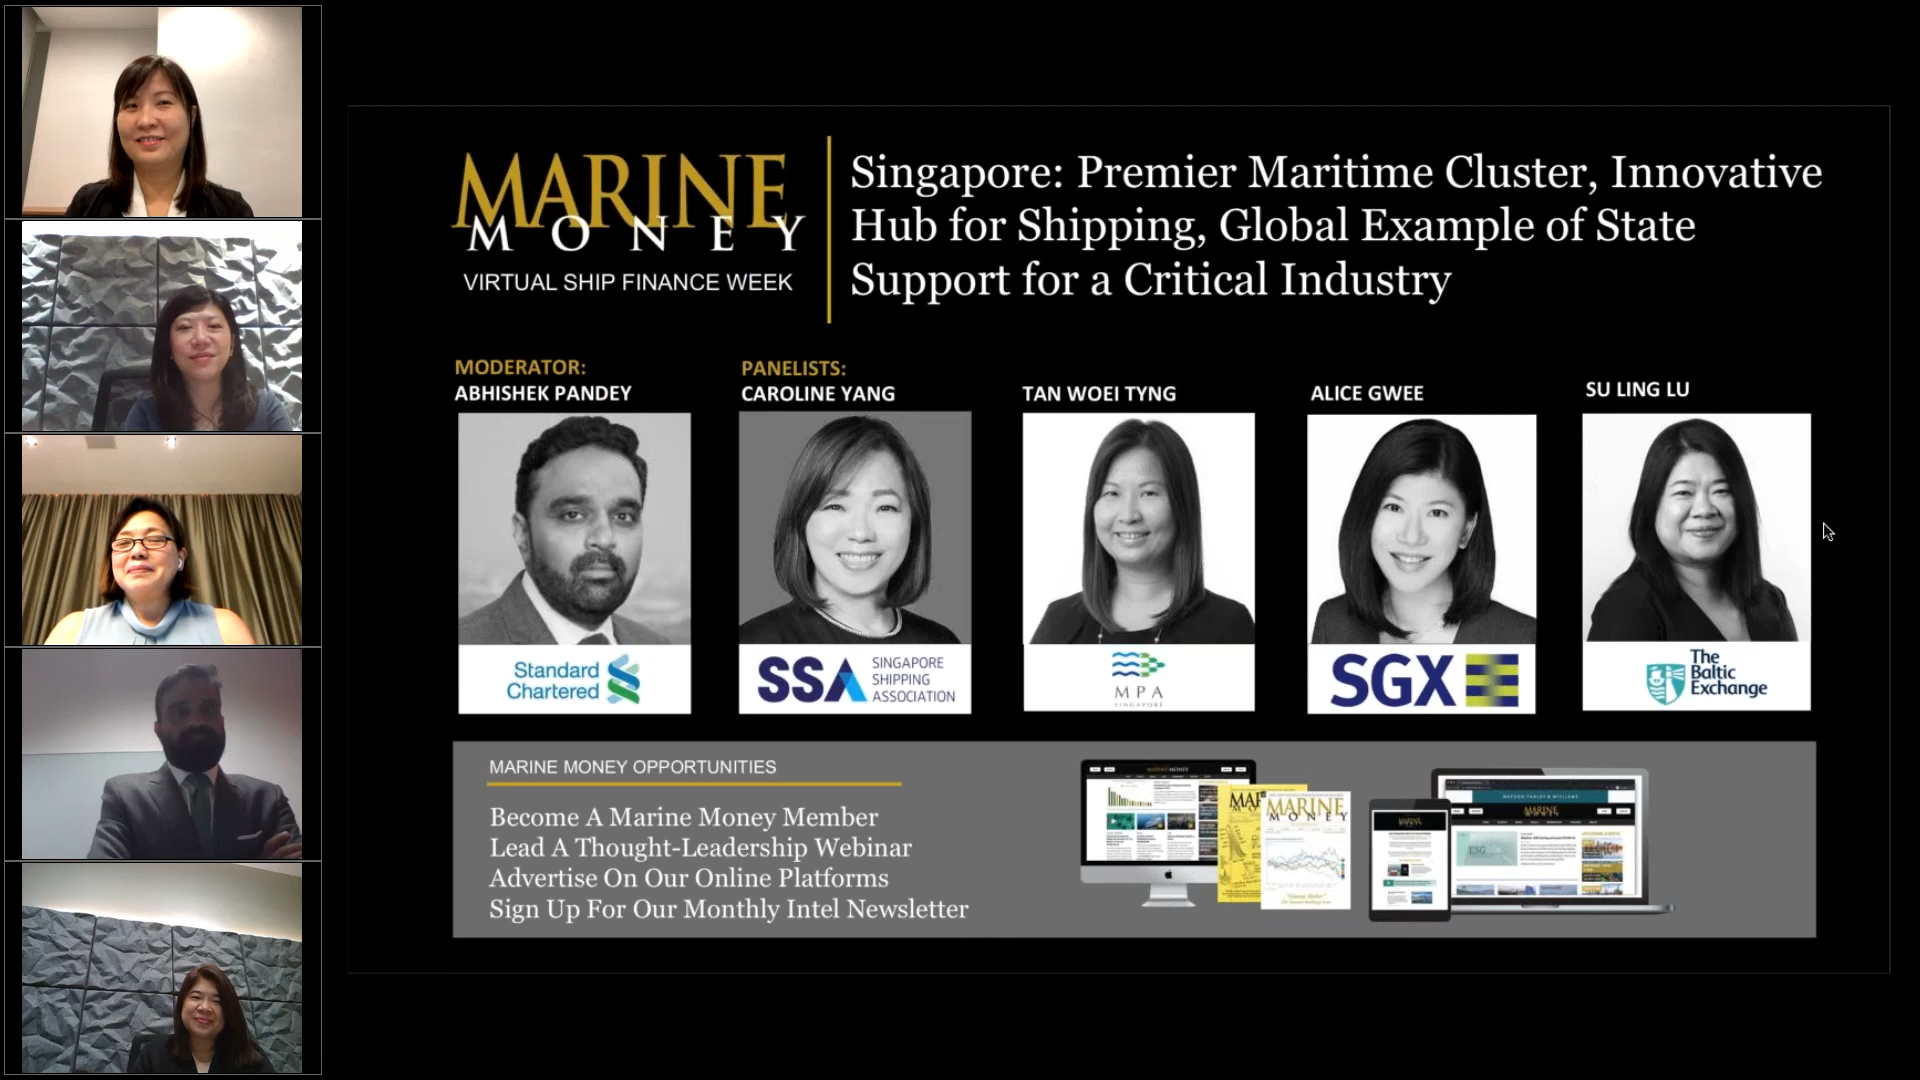 MARINE
MONEY
VIRTUAL SHIP FINANCE WEEK
Singapore: Premier Maritime Cluster, Innovative
Hub for Shipping, Global Example of State
Support for a Critical Industry
MODERATOR:
ABHISHEK PANDEY
PANELISTS:
CAROLINE YANG
TAN WOEI TYNG
ALICE GWEE
SU LING LU
Standard
Chartered
SSA
SINGAPORE
SHIPPING
ASSOCIATION
MPA
SINGAPORE
SGX
The
Baltic
Exchange
MARINE MONEY OPPORTUNITIES
Become A Marine Money Member
Lead A Thought-Leadership Webinar
Advertise On Our Online Platforms
Sign Up For Our Monthly Intel Newsletter
MARINE
MONEY